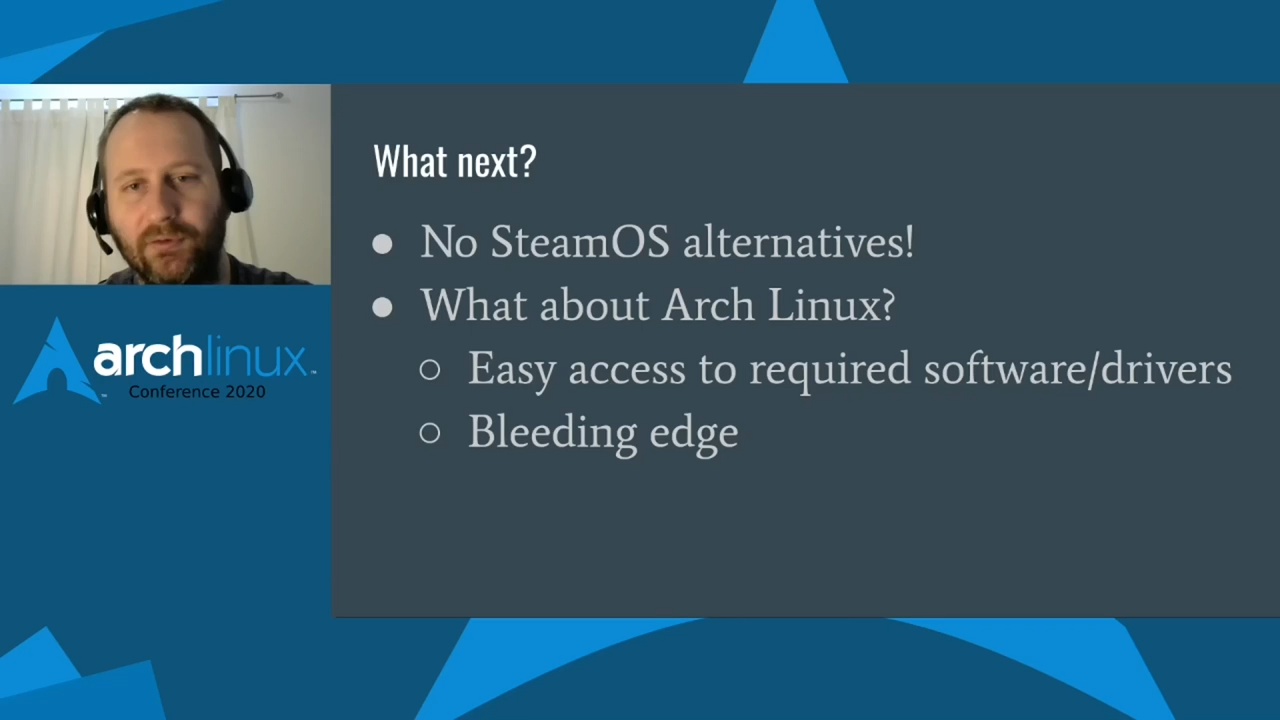 What next?
No SteamOS alternatives!
What about Arch Linux?
Easy access to required software/drivers
Bleeding edge
archlinux™
Conference 2020